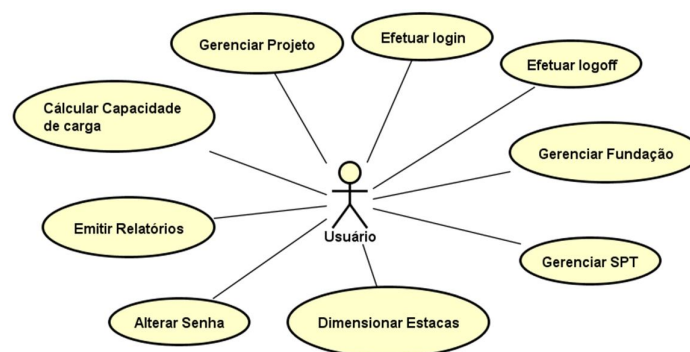 Gerenciar Projeto
Efetuar login
Efetuar logoff
Cálcular Capacidade
de carga
Gerenciar Fundação
Emitir Relatórios
Usuário
Gerenciar SPT
Alterar Senha
Dimensionar Estacas